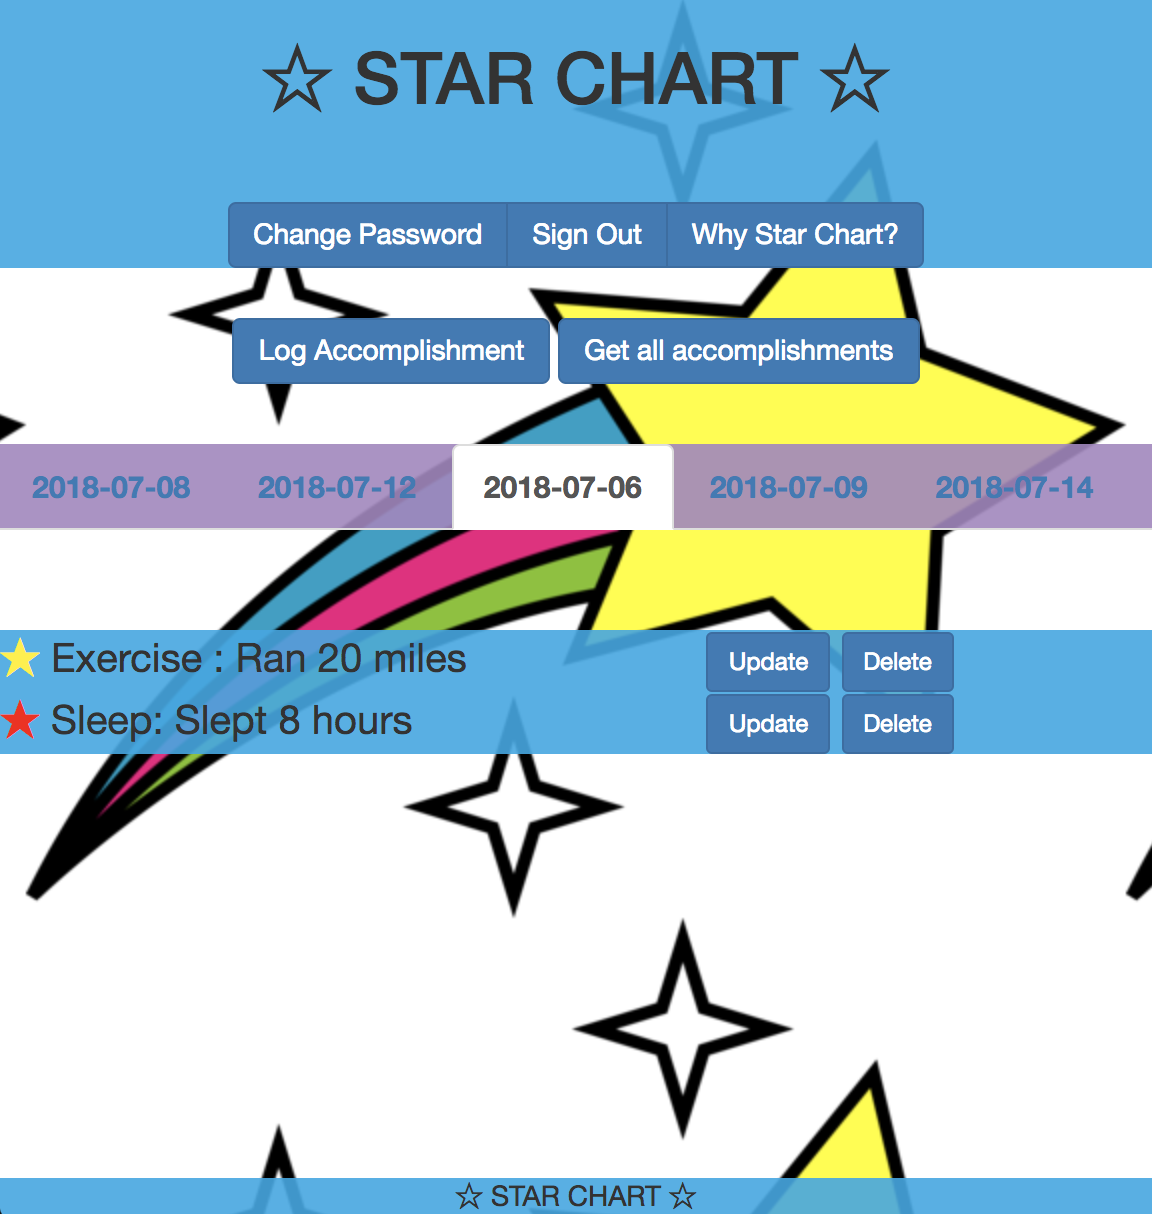 ☆ STAR CHART ☆
Change Password Sign Out Why Star Chart?
Log Accomplishment Get all accomplishments
2018-07-08 2018-07-12 2018-07-06 2018-07-09 2018-07-14
Exercise : Ran 20 miles Update Delete
Sleep: Slept 8 hours Update Delete
☆ STAR CHART ☆